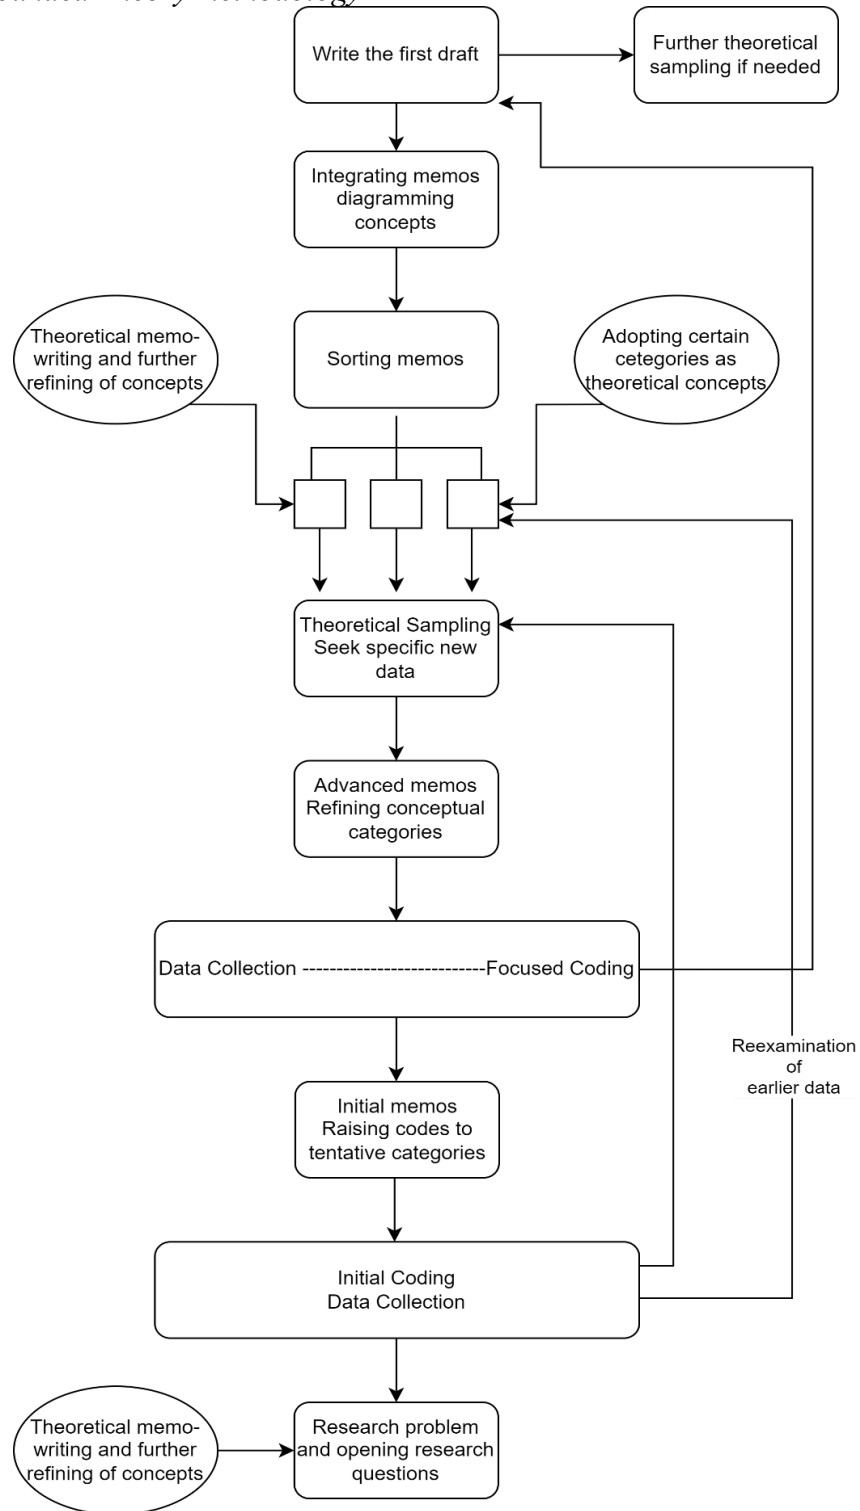 Write the first draft
Further theoretical
sampling if needed
Integrating memos
diagramming
concepts
Theoretical memo-
writing and further
refining of concepts
Sorting memos
Adopting certain
cetegories as
theoretical concepts
Theoretical Sampling
Seek specific new
data
Advanced memos
Refining conceptual
categories
Data Collection ---------------------------Focused Coding
Reexamination
of
earlier data
Initial memos
Raising codes to
tentative categories
Initial Coding
Data Collection
Theoretical memo-
writing and further
refining of concepts
Research problem
and opening research
questions